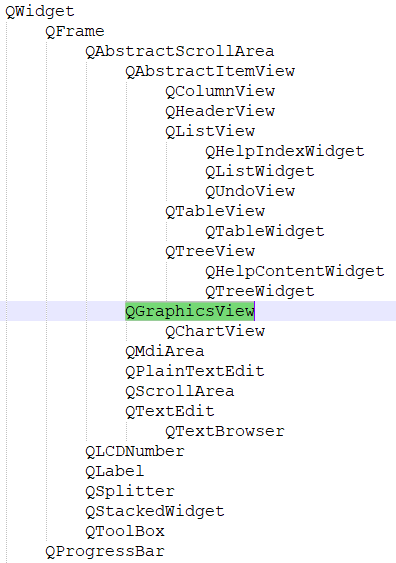 QWidget
QFrame
QAbstractScrollArea
QAbstractItemView
QColumnView
QHeaderView
QListView
QHelpIndexWidget
QListWidget
QUndoView
QTableView
QTableWidget
QTreeView
QHelpContentWidget
QTreeWidget
QGraphicsView
QChartView
QMdiArea
QPlainTextEdit
QScrollArea
QTextEdit
QTextBrowser
QLCDNumber
QLabel
QSplitter
QStackedWidget
QToolBox
QProgressBar